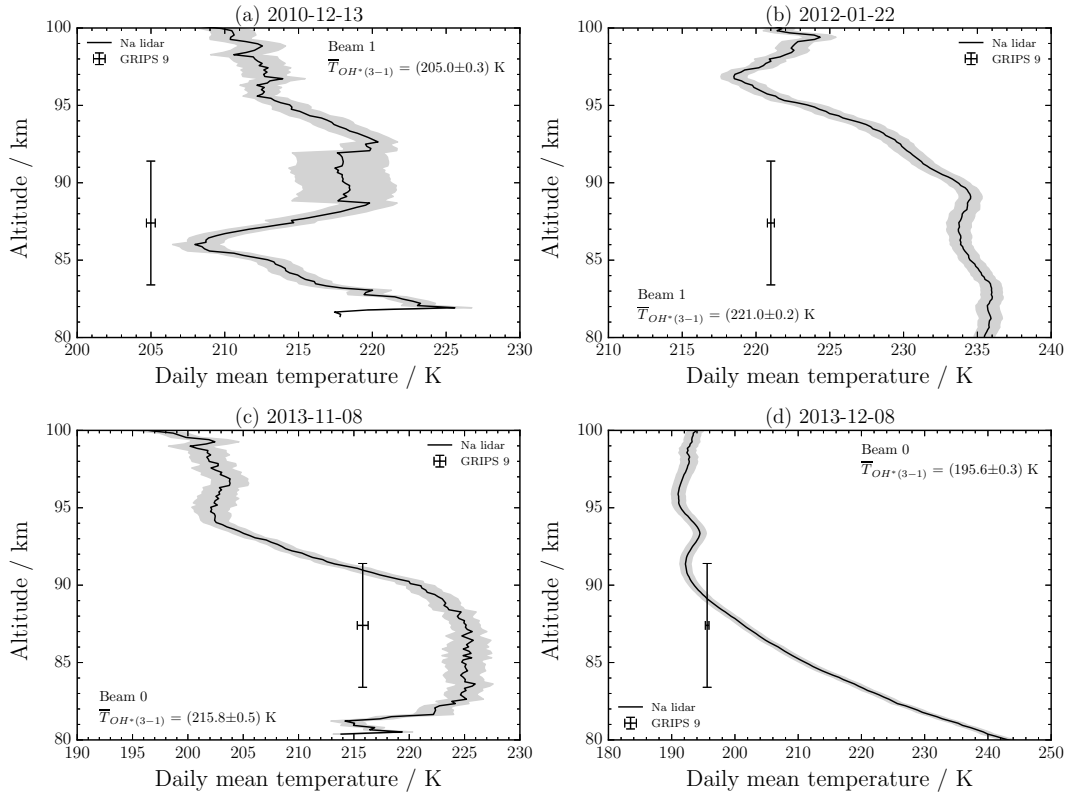 (a) 2010-12-13
100
95
90
85
80
Altitude / km
Na lidar
GRIPS 9
Beam 1
T̅_OH*(3−1) = (205.0±0.3) K
200 205 210 215 220 225 230
Daily mean temperature / K
(b) 2012-01-22
100
95
90
85
80
Altitude / km
Na lidar
GRIPS 9
Beam 1
T̅_OH*(3−1) = (221.0±0.2) K
210 215 220 225 230 235 240
Daily mean temperature / K
(c) 2013-11-08
100
95
90
85
80
Altitude / km
Na lidar
GRIPS 9
Beam 0
T̅_OH*(3−1) = (215.8±0.5) K
190 195 200 205 210 215 220 225 230
Daily mean temperature / K
(d) 2013-12-08
100
95
90
85
80
Altitude / km
Beam 0
T̅_OH*(3−1) = (195.6±0.3) K
Na lidar
GRIPS 9
180 190 200 210 220 230 240 250
Daily mean temperature / K